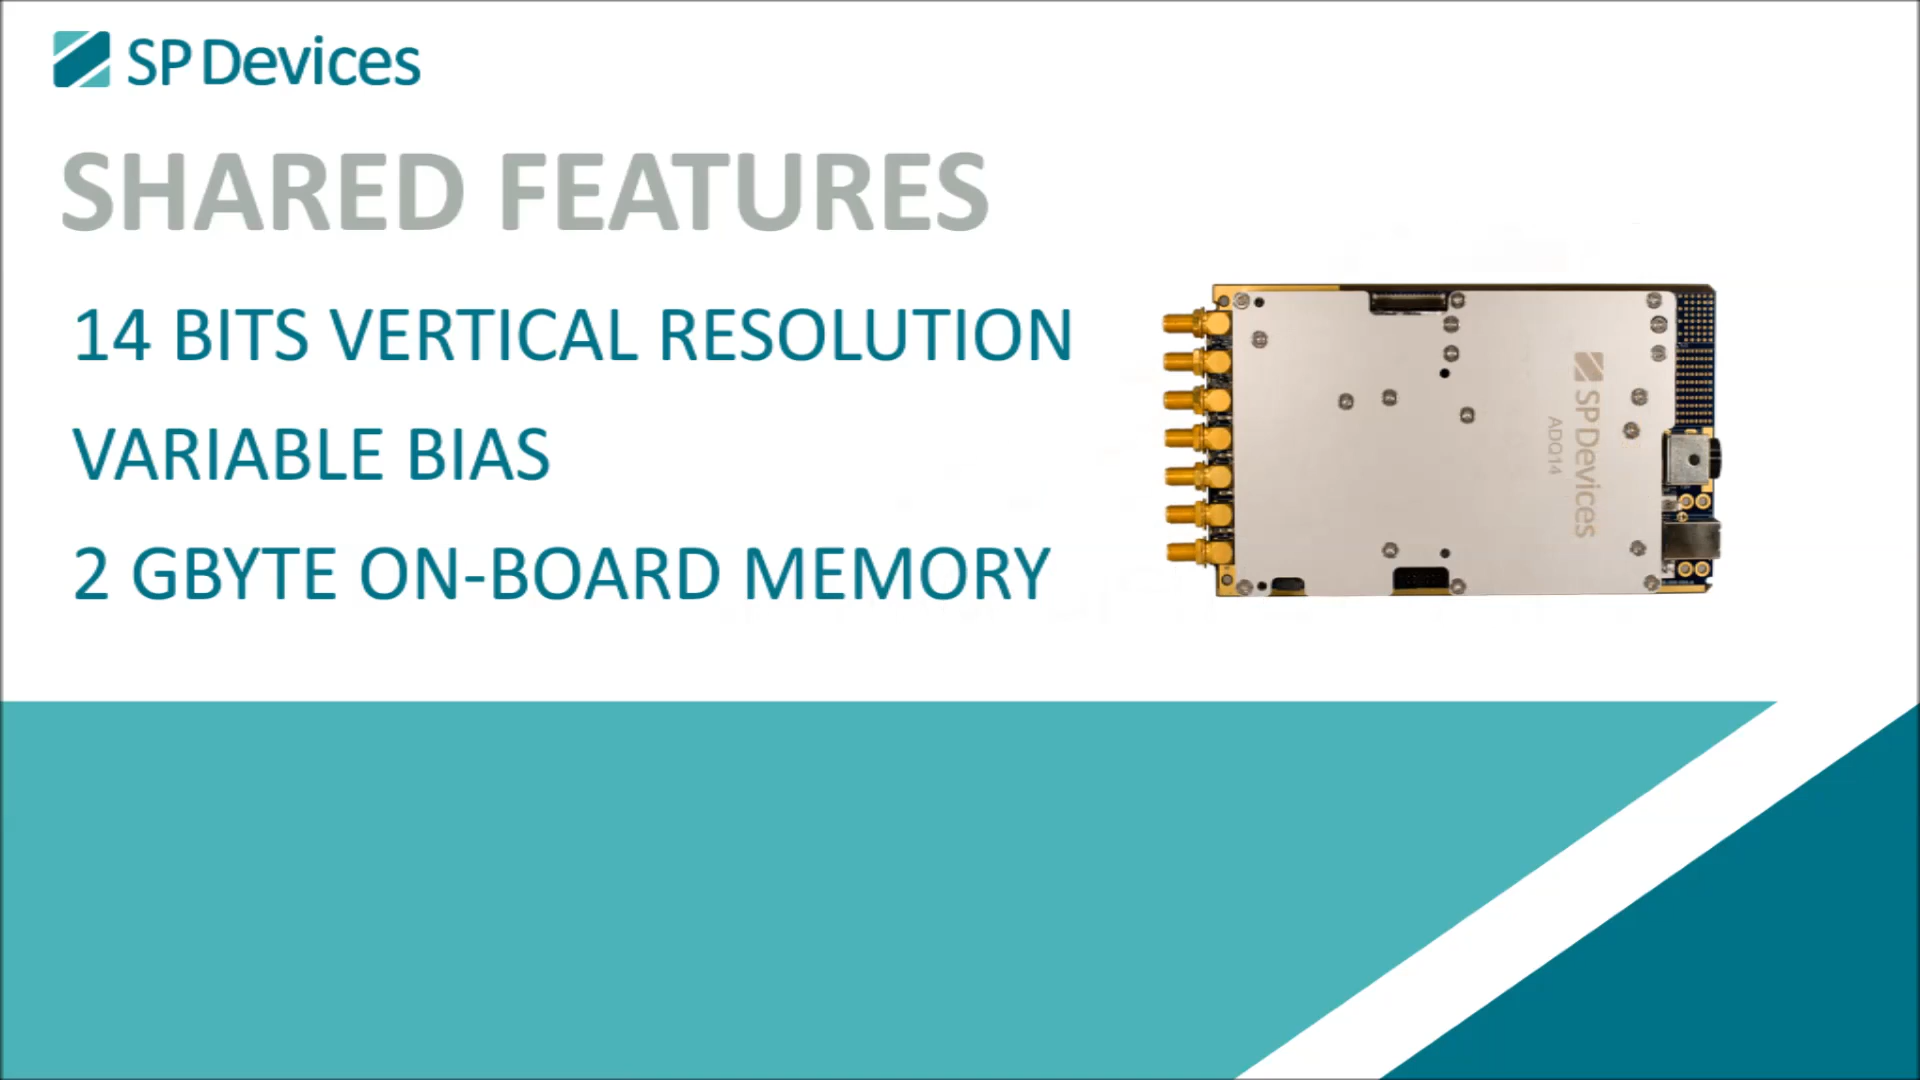 SP Devices
SHARED FEATURES
14 BITS VERTICAL RESOLUTION
VARIABLE BIAS
2 GBYTE ON-BOARD MEMORY
SP Devices
ADQ14